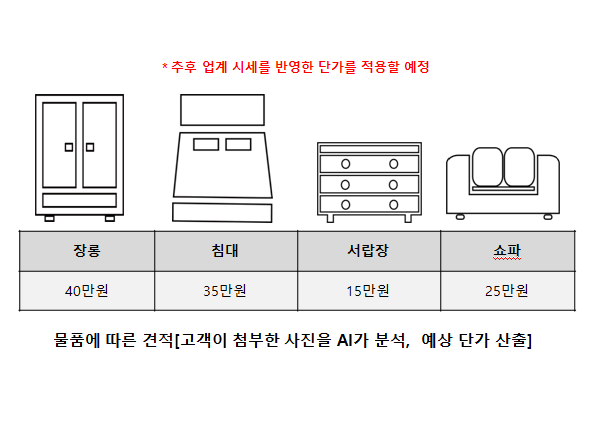 * 추후 업계 시세를 반영한 단가를 적용할 예정
장롱 침대 서랍장 쇼파
40만원 35만원 15만원 25만원
물품에 따른 견적[고객이 첨부한 사진을 AI가 분석, 예상 단가 산출]